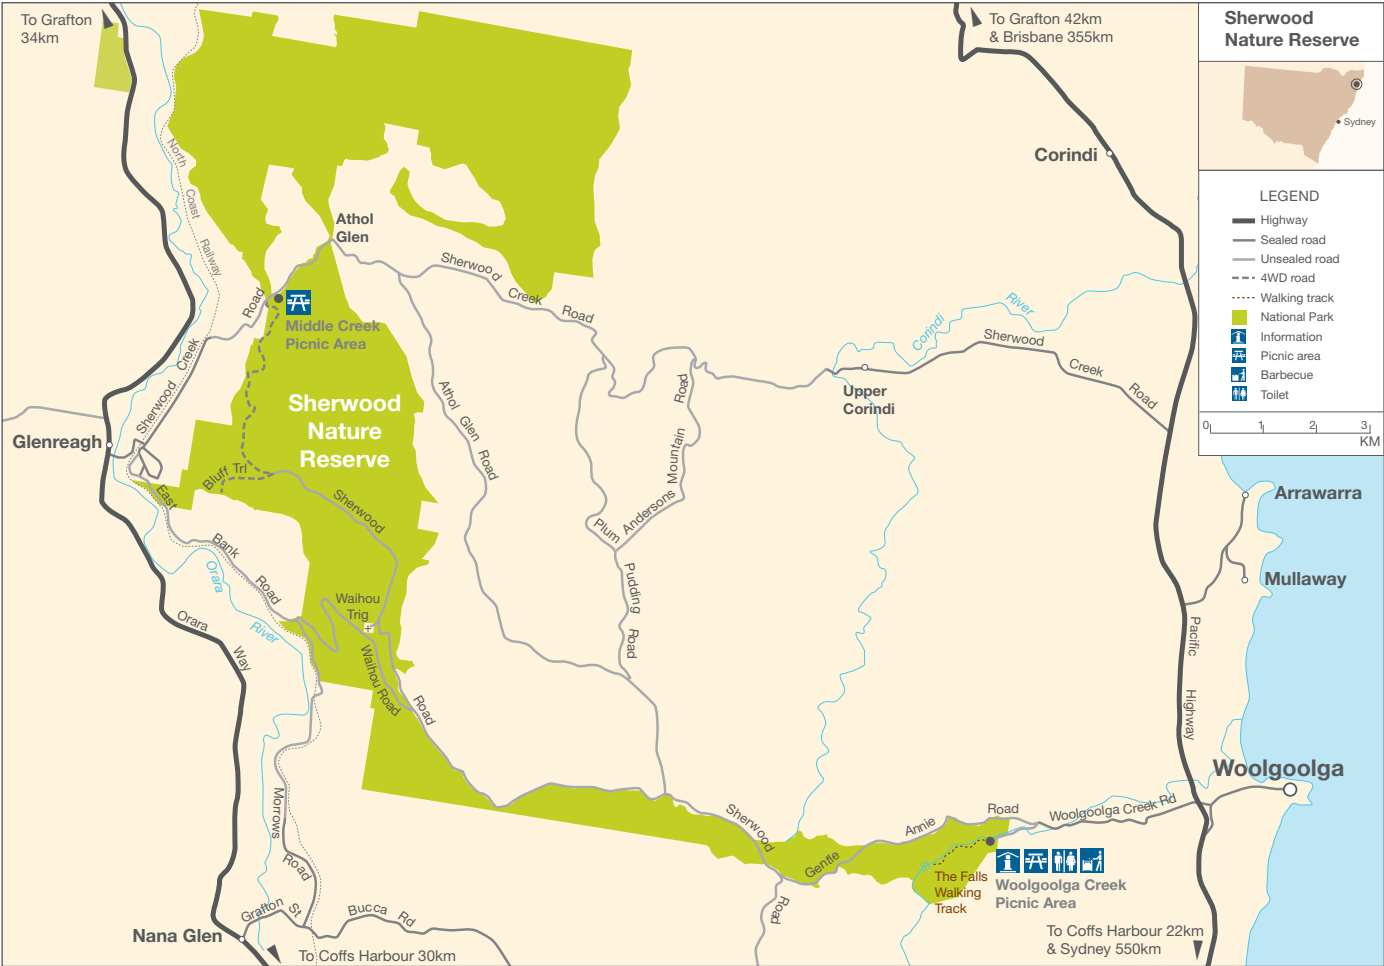 To Grafton
34km
To Grafton 42km
& Brisbane 355km
Sherwood
Nature Reserve
Sydney
LEGEND
Highway
Sealed road
Unsealed road
4WD road
Walking track
National Park
Information
Picnic area
Barbecue
Toilet
0 1 2 3
KM
Corindi
North Coast Railway
Athol
Glen
Sherwood Creek Road
Sherwood Creek Road
Middle Creek
Picnic Area
Corindi River
Sherwood Creek Road
Upper
Corindi
Athol Glen Road
Sherwood
Nature
Reserve
Andersons Mountain Road
Plum Pudding Road
Glenreagh
Bluff Trl
Sherwood Road
East Bank Road
Orara River
Orara Way
Waihou
Trig
Waihou Road
Arrawarra
Mullaway
Pacific Highway
Woolgoolga
Morrows Road
Sherwood Road
Gentle Annie Road
Woolgoolga Creek Rd
The Falls
Walking
Track
Woolgoolga Creek
Picnic Area
Grafton St
Bucca Rd
Nana Glen
To Coffs Harbour 30km
To Coffs Harbour 22km
& Sydney 550km